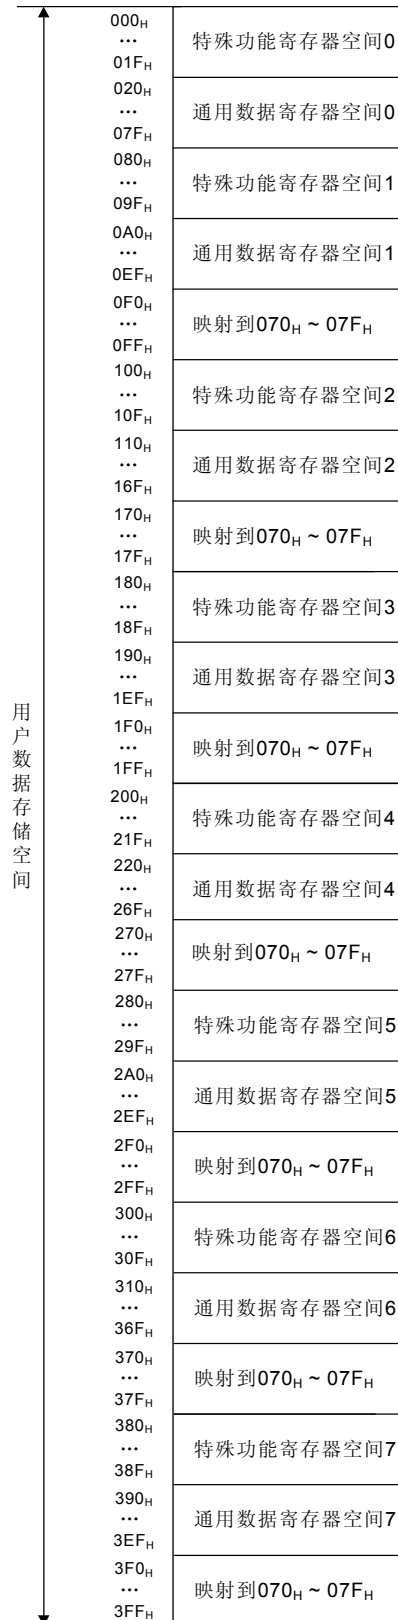 用户数据存储空间
000H
...
01FH
特殊功能寄存器空间0
020H
...
07FH
通用数据寄存器空间0
080H
...
09FH
特殊功能寄存器空间1
0A0H
...
0EFH
通用数据寄存器空间1
0F0H
...
0FFH
映射到070H ~ 07FH
100H
...
10FH
特殊功能寄存器空间2
110H
...
16FH
通用数据寄存器空间2
170H
...
17FH
映射到070H ~ 07FH
180H
...
18FH
特殊功能寄存器空间3
190H
...
1EFH
通用数据寄存器空间3
1F0H
...
1FFH
映射到070H ~ 07FH
200H
...
21FH
特殊功能寄存器空间4
220H
...
26FH
通用数据寄存器空间4
270H
...
27FH
映射到070H ~ 07FH
280H
...
29FH
特殊功能寄存器空间5
2A0H
...
2EFH
通用数据寄存器空间5
2F0H
...
2FFH
映射到070H ~ 07FH
300H
...
30FH
特殊功能寄存器空间6
310H
...
36FH
通用数据寄存器空间6
370H
...
37FH
映射到070H ~ 07FH
380H
...
38FH
特殊功能寄存器空间7
390H
...
3EFH
通用数据寄存器空间7
3F0H
...
3FFH
映射到070H ~ 07FH